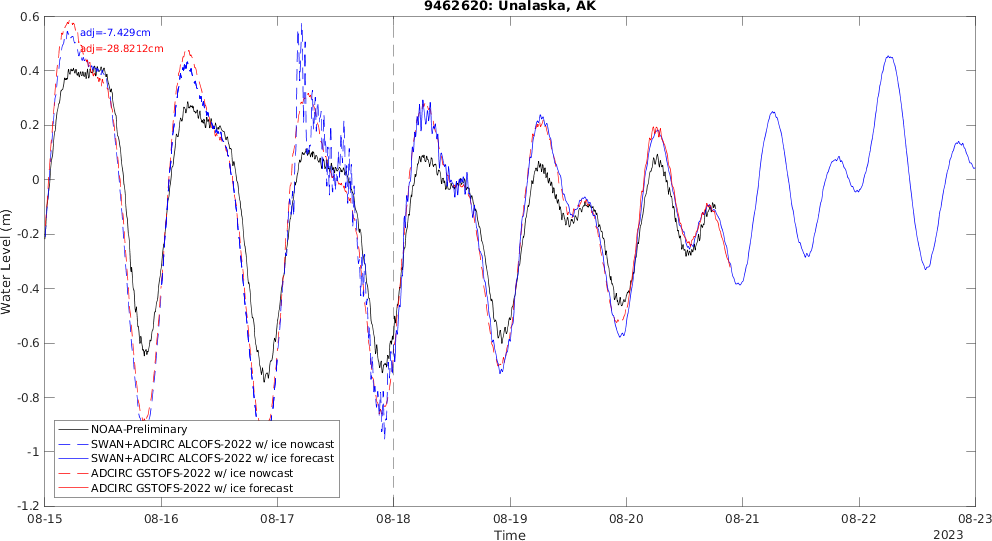 9462620: Unalaska, AK
adj=-7.429cm
adj=-28.8212cm
0.6
0.4
0.2
0
-0.2
-0.4
-0.6
-0.8
-1
-1.2
Water Level (m)
NOAA-Preliminary
SWAN+ADCIRC ALCOFS-2022 w/ ice nowcast
SWAN+ADCIRC ALCOFS-2022 w/ ice forecast
ADCIRC GSTOFS-2022 w/ ice nowcast
ADCIRC GSTOFS-2022 w/ ice forecast
08-15 08-16 08-17 08-18 08-19 08-20 08-21 08-22 08-23
Time
2023